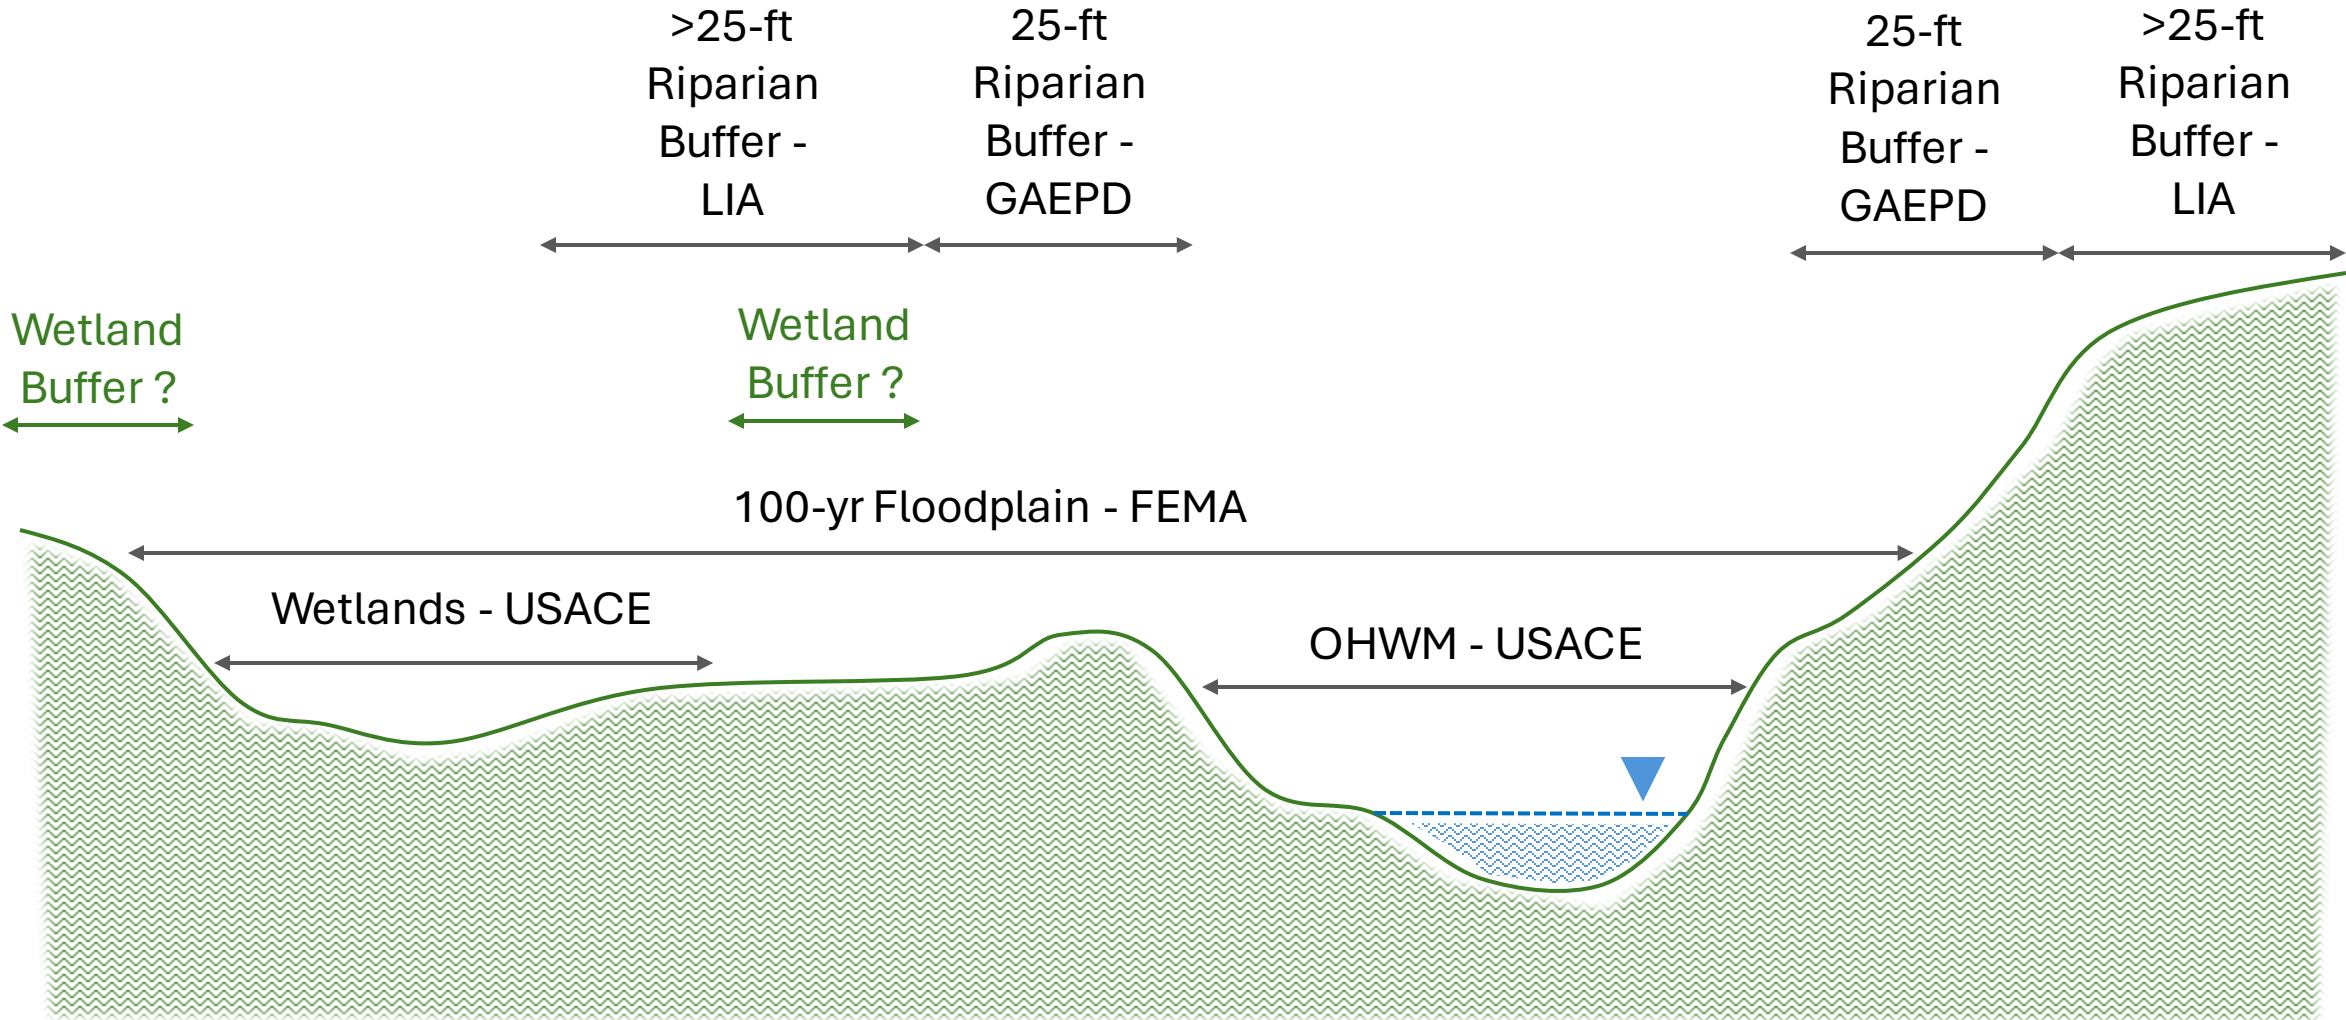 >25-ft
Riparian
Buffer -
LIA
25-ft
Riparian
Buffer -
GAEPD
25-ft
Riparian
Buffer -
GAEPD
>25-ft
Riparian
Buffer -
LIA
Wetland
Buffer ?
Wetland
Buffer ?
100-yr Floodplain - FEMA
Wetlands - USACE
OHWM - USACE